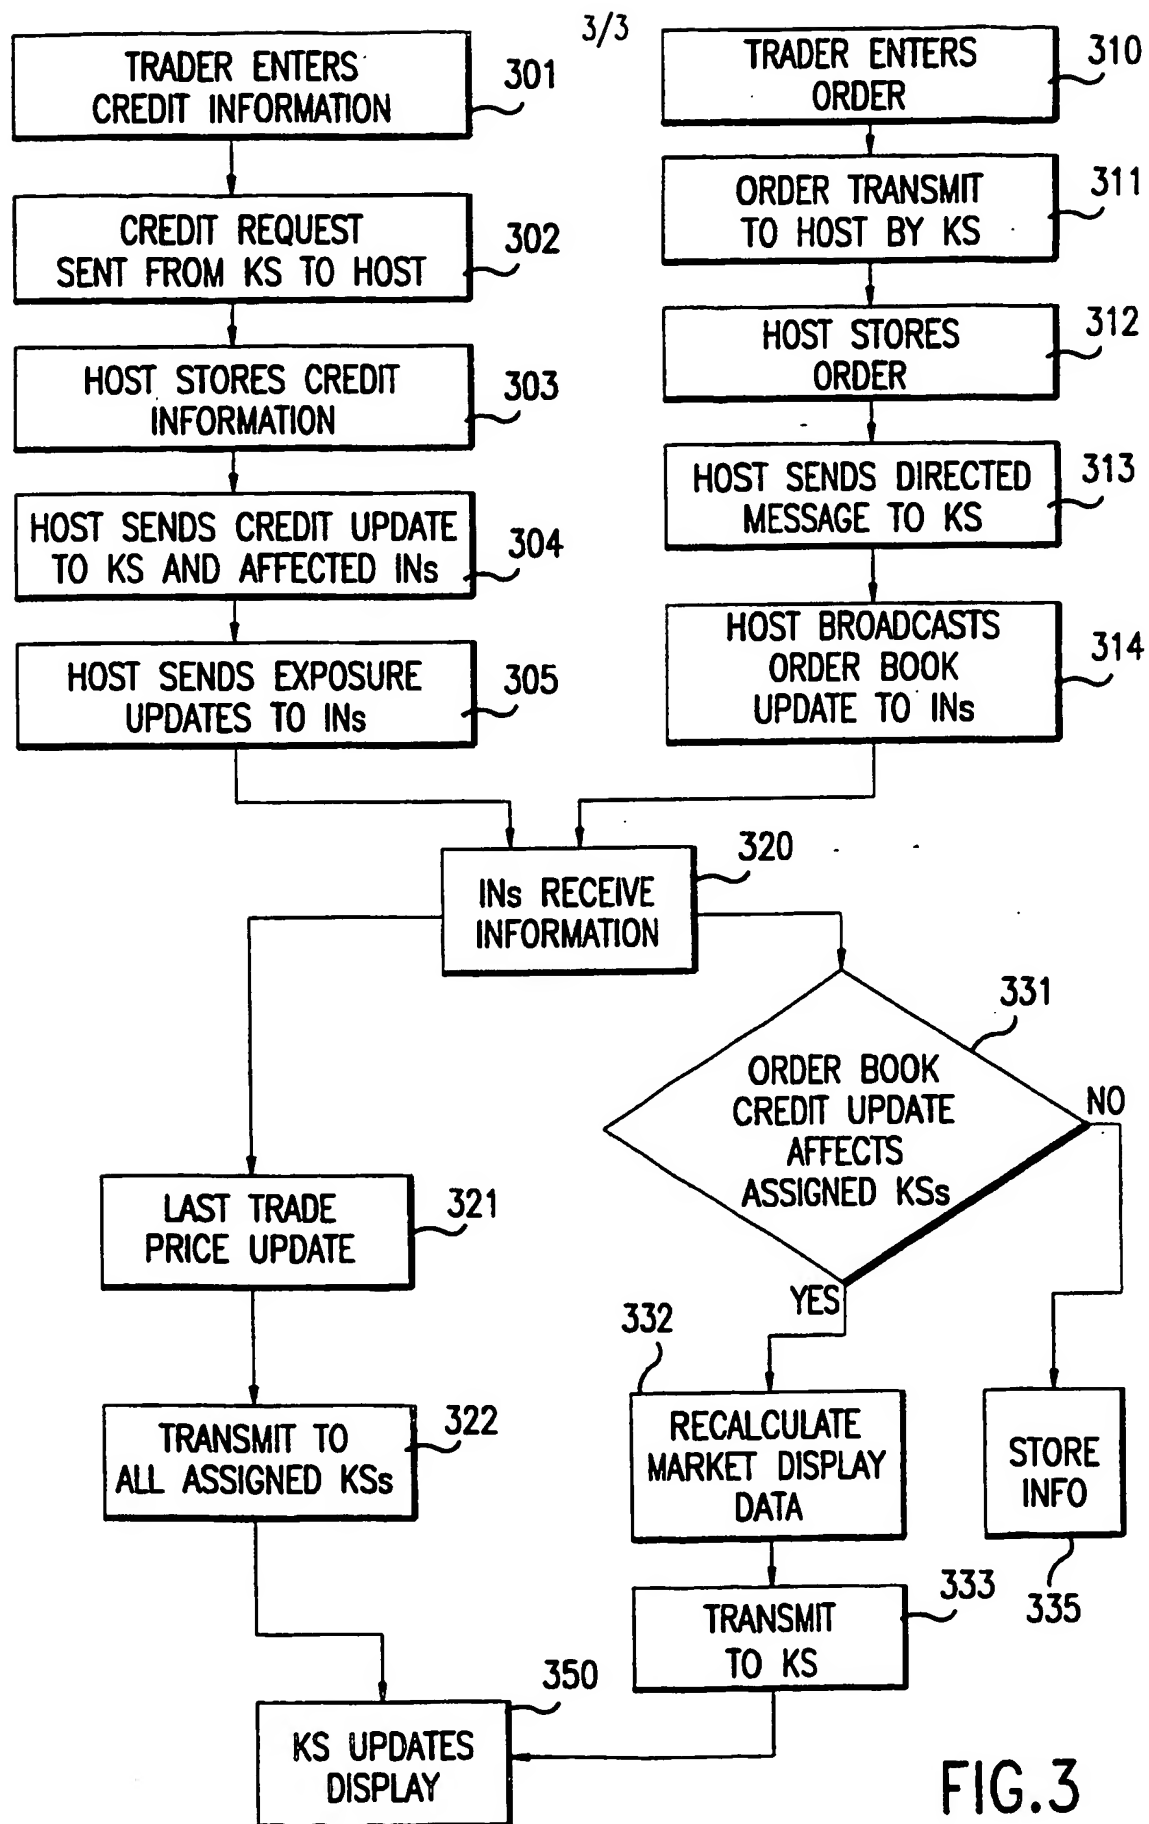 3/3
TRADER ENTERS
CREDIT INFORMATION
301
CREDIT REQUEST
SENT FROM KS TO HOST
302
HOST STORES CREDIT
INFORMATION
303
HOST SENDS CREDIT UPDATE
TO KS AND AFFECTED INs
304
HOST SENDS EXPOSURE
UPDATES TO INs
305
TRADER ENTERS
ORDER
310
ORDER TRANSMIT
TO HOST BY KS
311
HOST STORES
ORDER
312
HOST SENDS DIRECTED
MESSAGE TO KS
313
HOST BROADCASTS
ORDER BOOK
UPDATE TO INs
314
INs RECEIVE
INFORMATION
320
LAST TRADE
PRICE UPDATE
321
TRANSMIT TO
ALL ASSIGNED KSs
322
ORDER BOOK
CREDIT UPDATE
AFFECTS
ASSIGNED KSs
331
NO
YES
332
RECALCULATE
MARKET DISPLAY
DATA
STORE
INFO
335
TRANSMIT
TO KS
333
KS UPDATES
DISPLAY
350
FIG.3